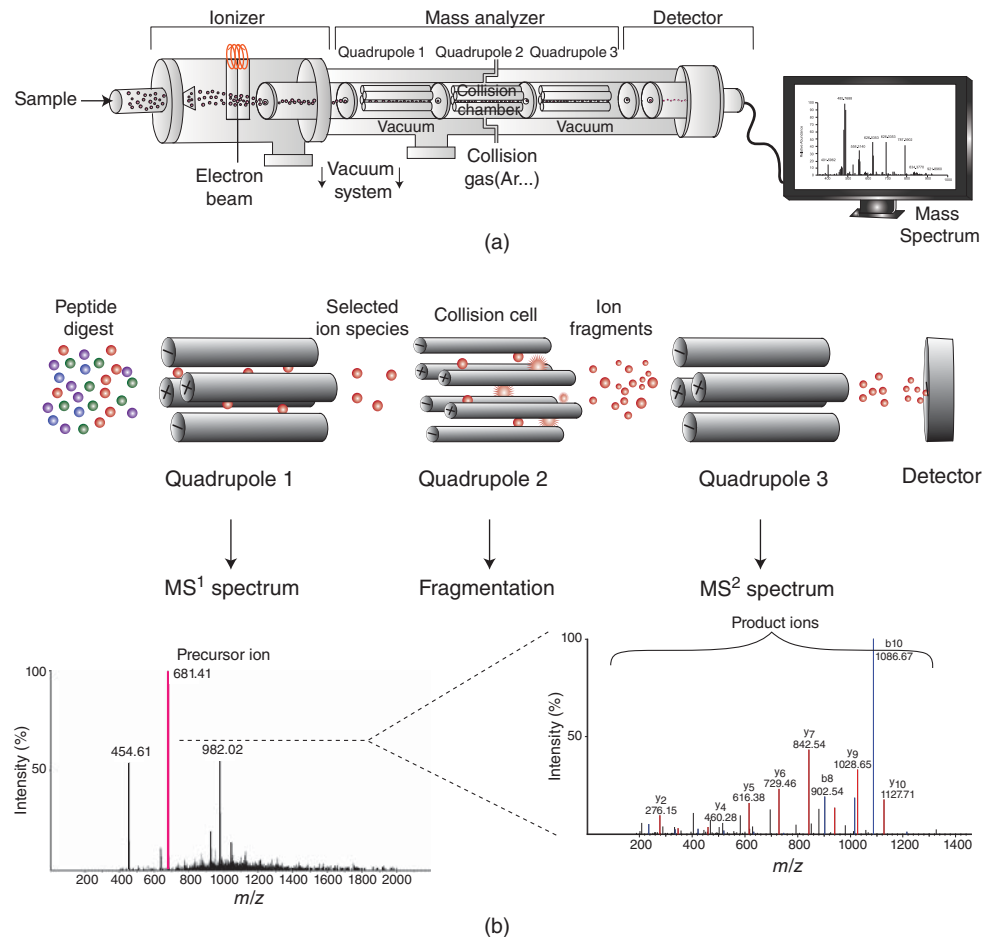 Ionizer
Mass analyzer
Detector
Quadrupole 1 Quadrupole 2 Quadrupole 3
Sample
Collision
chamber
Vacuum
Vacuum
Electron
beam
Vacuum
system
Collision
gas(Ar...)
Mass
Spectrum
(a)
Peptide
digest
Selected
ion species
Collision cell
Ion
fragments
Quadrupole 1
Quadrupole 2
Quadrupole 3
Detector
MS¹ spectrum
Fragmentation
MS² spectrum
Product ions
Precursor ion
Intensity (%)
100
50
681.41
454.61
982.02
200 400 600 800 1000 1200 1400 1600 1800 2000
m/z
Intensity (%)
100
50
b10
1086.67
y7
842.54
y9
1028.65
y6
729.46
b8
902.54
y10
1127.71
y5
616.38
y2
276.15
y4
460.28
200 400 600 800 1000 1200 1400
m/z
(b)